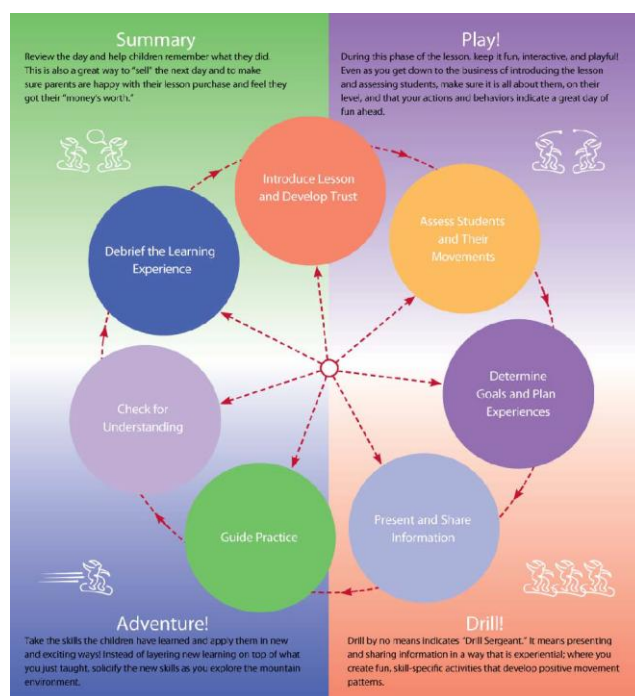 Summary
Review the day and help children remember what they did.
This is also a great way to "sell" the next day and to make
sure parents are happy with their lesson purchase and feel they
got their "money's worth."
Play!
During this phase of the lesson, keep it fun, interactive, and playful!
Even as you get down to the business of introducing the lesson
and assessing students, make sure it is all about them, on their
level, and that your actions and behaviors indicate a great day of
fun ahead.
Introduce Lesson
and Develop Trust
Assess Students
and Their
Movements
Debrief the Learning
Experience
Determine
Goals and Plan
Experiences
Check for
Understanding
Present and Share
Information
Guide Practice
Adventure!
Take the skills the children have learned and apply them in new
and exciting ways! Instead of layering new learning on top of what
you just taught, solidify the new skills as you explore the mountain
environment.
Drill!
Drill by no means indicates "Drill Sergeant." It means presenting
and sharing information in a way that is experiential; where you
create fun, skill-specific activities that develop positive movement
patterns.